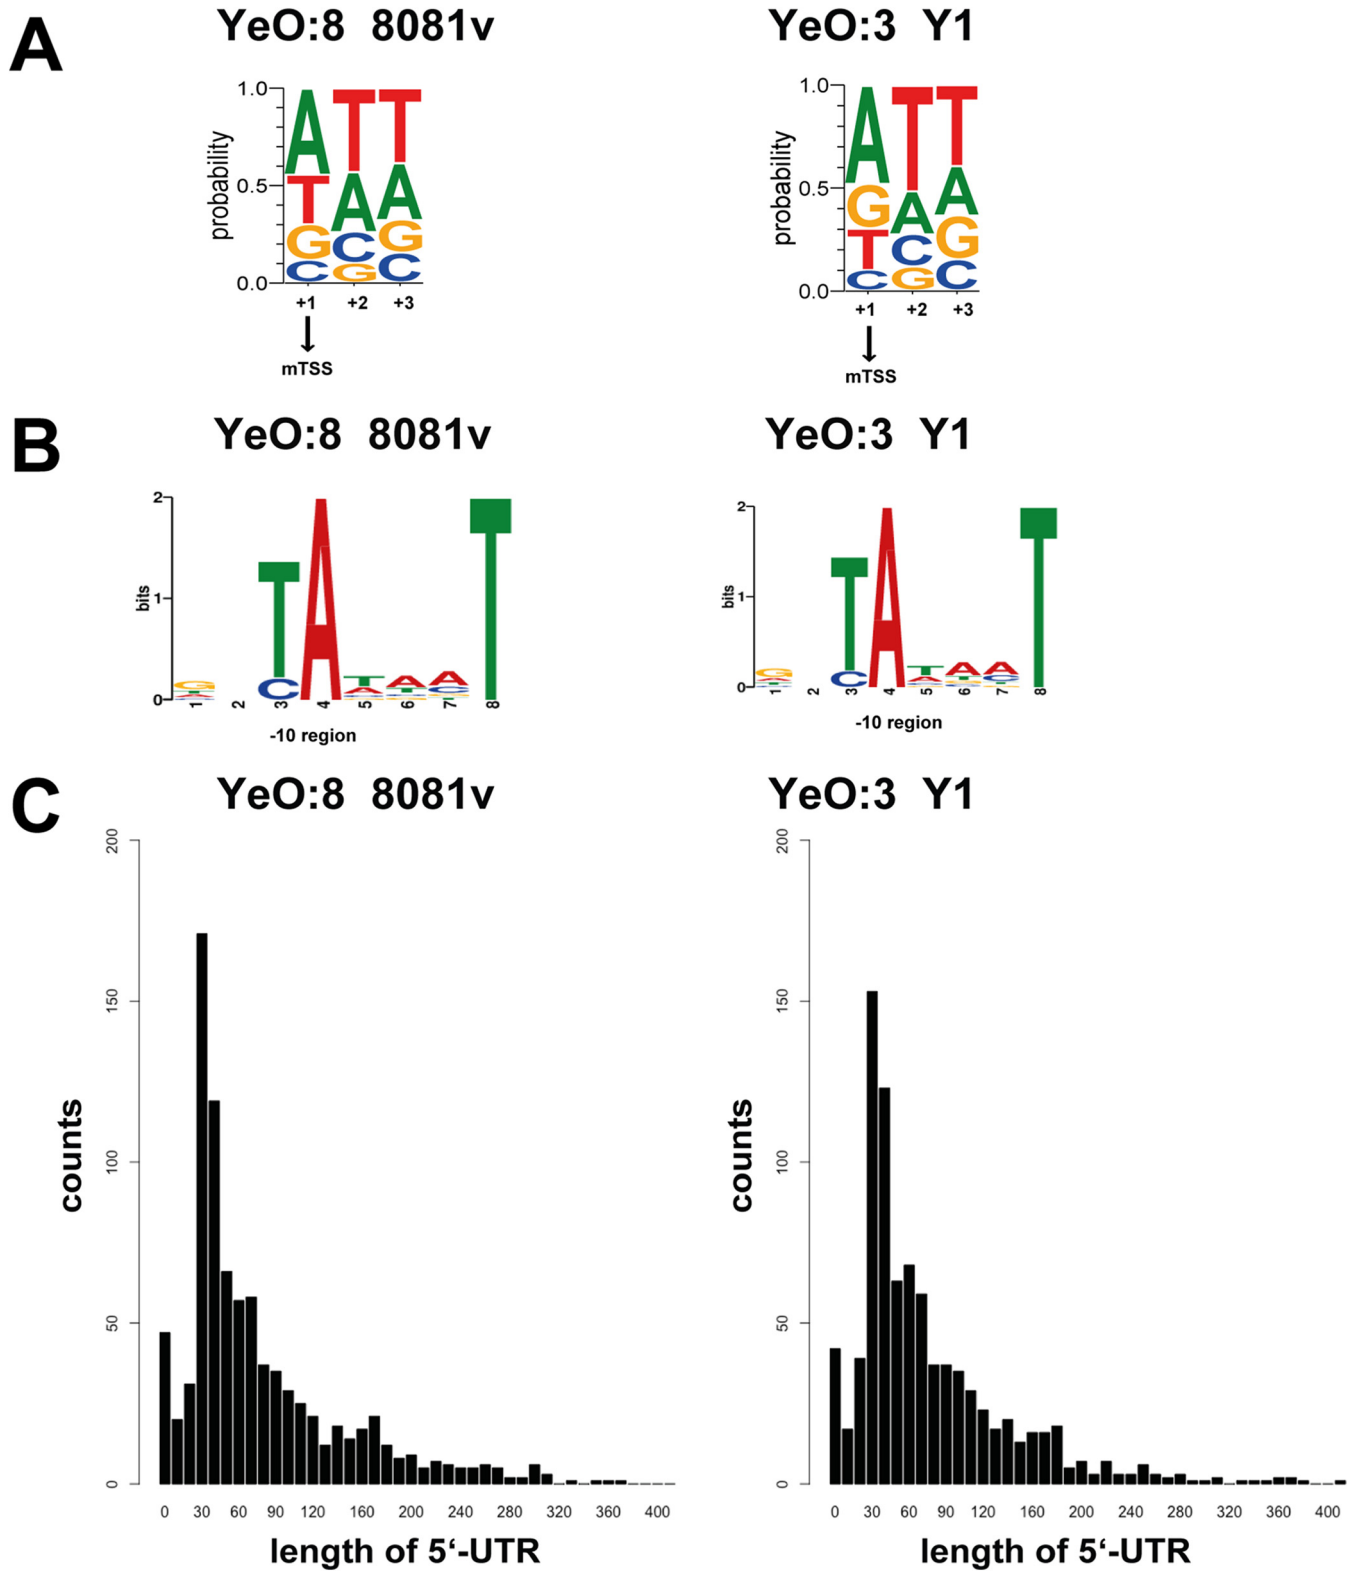 A
YeO:8 8081v
YeO:3 Y1
probability
1.0
0.5
0.0
A T T
T A A
G C G
C G C
+1 +2 +3
mTSS
probability
1.0
0.5
0.0
A T T
G A A
T C G
C G C
+1 +2 +3
mTSS
B
YeO:8 8081v
YeO:3 Y1
bits
2
1
0
1 2 3 4 5 6 7 8
-10 region
bits
2
1
0
1 2 3 4 5 6 7 8
-10 region
C
YeO:8 8081v
YeO:3 Y1
counts
200
150
100
50
0
0 30 60 90 120 160 200 240 280 320 360 400
length of 5‘-UTR
counts
200
150
100
50
0
0 30 60 90 120 160 200 240 280 320 360 400
length of 5‘-UTR